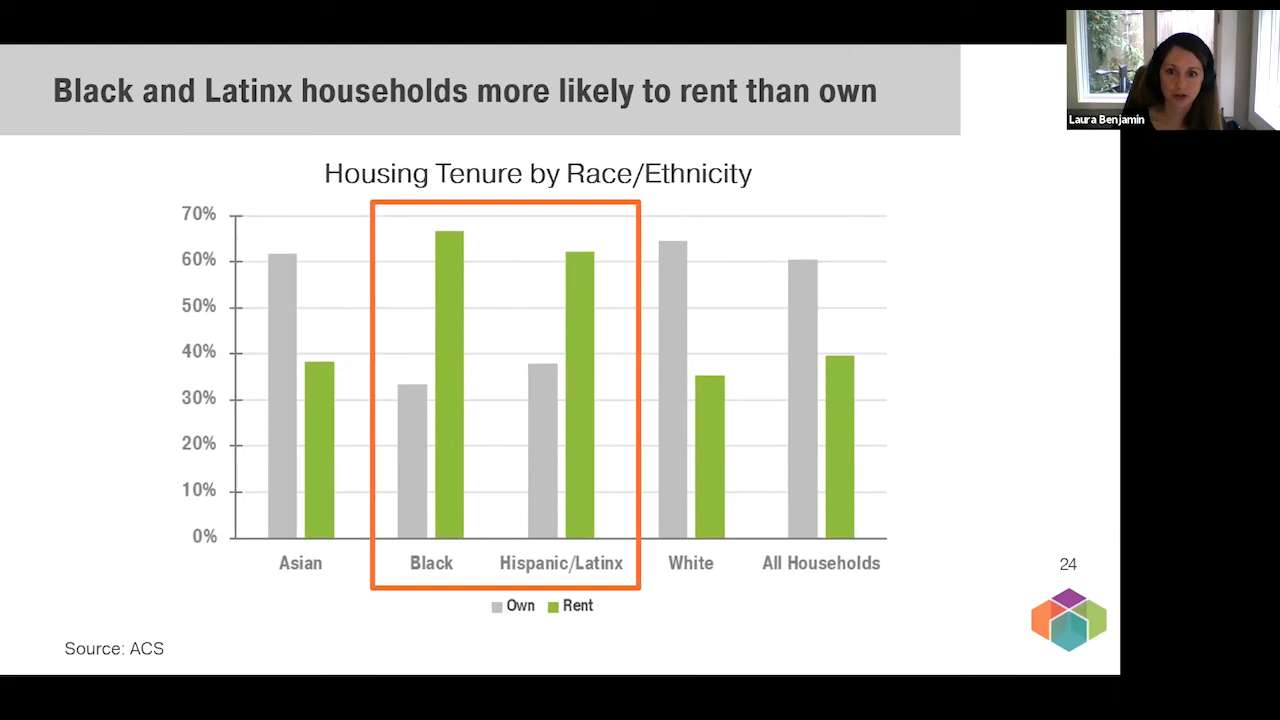 Black and Latinx households more likely to rent than own
Laura Benjamin
Housing Tenure by Race/Ethnicity
70%
60%
50%
40%
30%
20%
10%
0%
Asian Black Hispanic/Latinx White All Households
Own Rent
24
Source: ACS